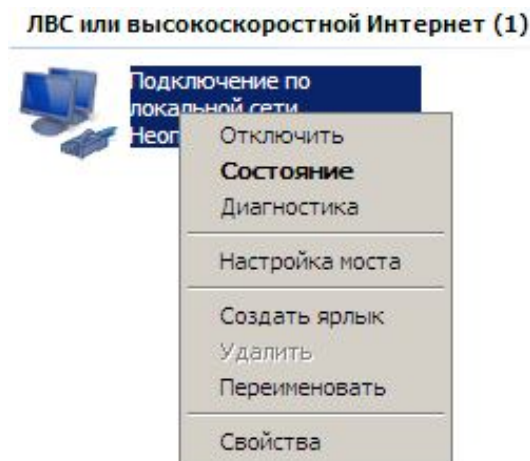 ЛВС или высокоскоростной Интернет (1)
Подключение по
локальной сети
Отключить
Состояние
Диагностика
Настройка моста
Создать ярлык
Удалить
Переименовать
Свойства